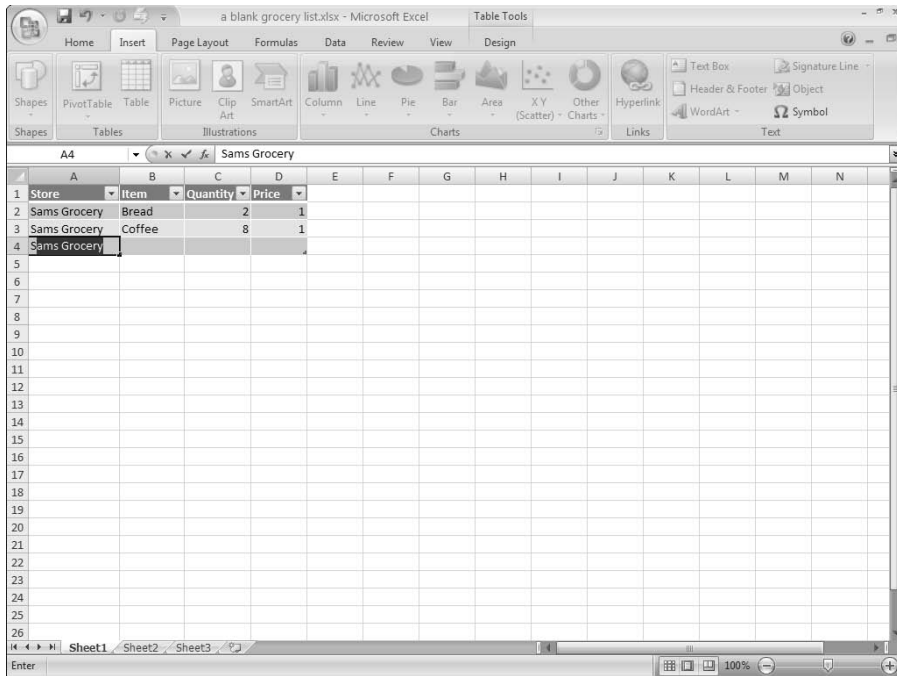 a blank grocery list.xlsx - Microsoft Excel Table Tools
Home Insert Page Layout Formulas Data Review View Design
Shapes PivotTable Table Picture Clip Art SmartArt Column Line Pie Bar Area X Y (Scatter) Other Charts Hyperlink Text Box Header & Footer WordArt Signature Line Object Ω Symbol
Shapes Tables Illustrations Charts Links Text
A4 fx Sams Grocery
A B C D E F G H I J K L M N
1 Store Item Quantity Price
2 Sams Grocery Bread 2 1
3 Sams Grocery Coffee 8 1
4 Sams Grocery
5
6
7
8
9
10
11
12
13
14
15
16
17
18
19
20
21
22
23
24
25
26
Sheet1 Sheet2 Sheet3
Enter 100%